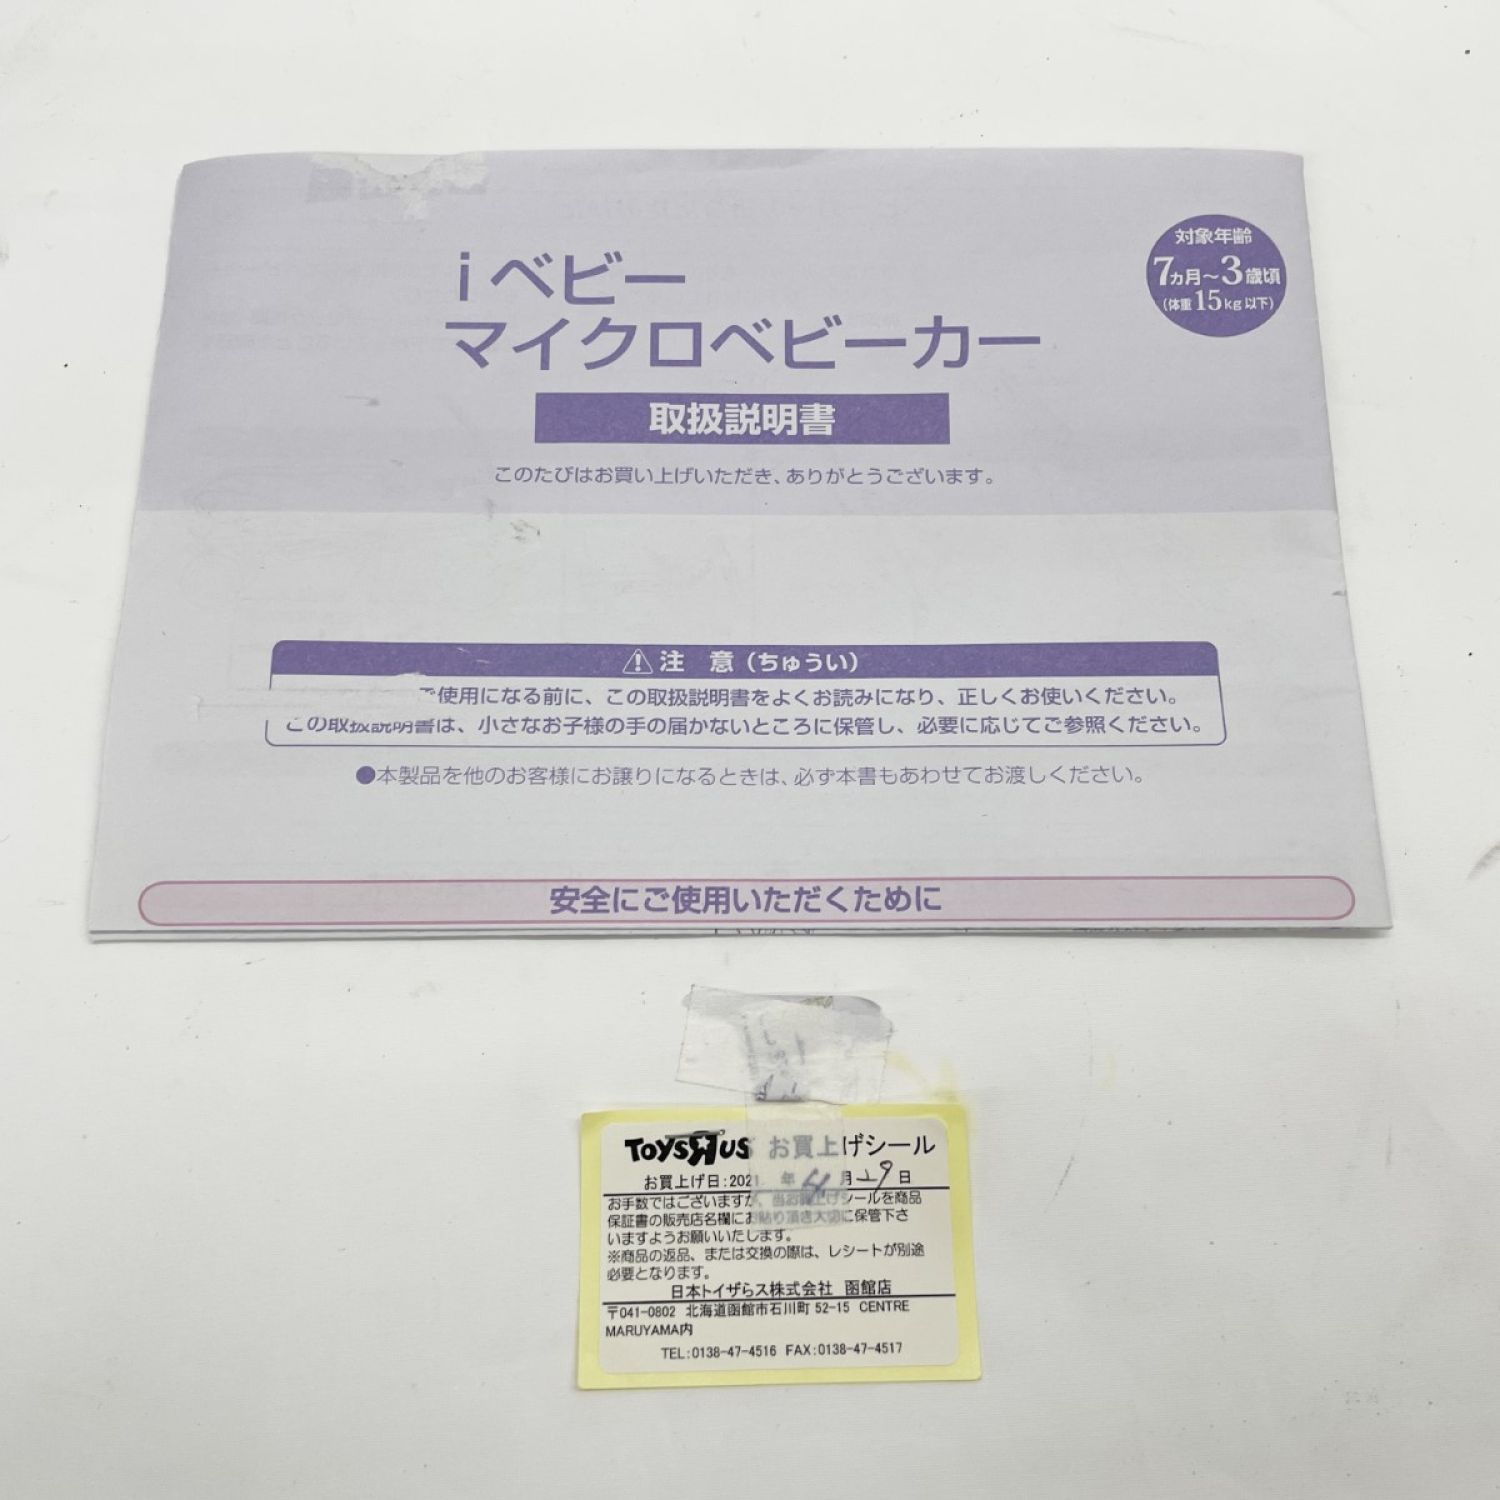 iベビー
マイクロベビーカー
対象年齢
7カ月～3歳頃
(体重15kg以下)
取扱説明書
このたびはお買い上げいただき、ありがとうございます。
⚠注 意(ちゅうい)
ご使用になる前に、この取扱説明書をよくお読みになり、正しくお使いください。
この取扱説明書は、小さなお子様の手の届かないところに保管し、必要に応じてご参照ください。
●本製品を他のお客様にお譲りになるときは、必ず本書もあわせてお渡しください。
安全にご使用いただくために
TOYSЯUS お買上げシール
お買上げ日:2021年4月29日
お手数ではございますが、当お買上げシールを商品
保証書の販売店名欄にお貼り頂き大切に保管下さ
いますようお願いいたします。
※商品の返品、または交換の際は、レシートが別途
必要となります。
日本トイザらス株式会社 函館店
〒041-0802 北海道函館市石川町 52-15 CENTRE
MARUYAMA内
TEL:0138-47-4516 FAX:0138-47-4517